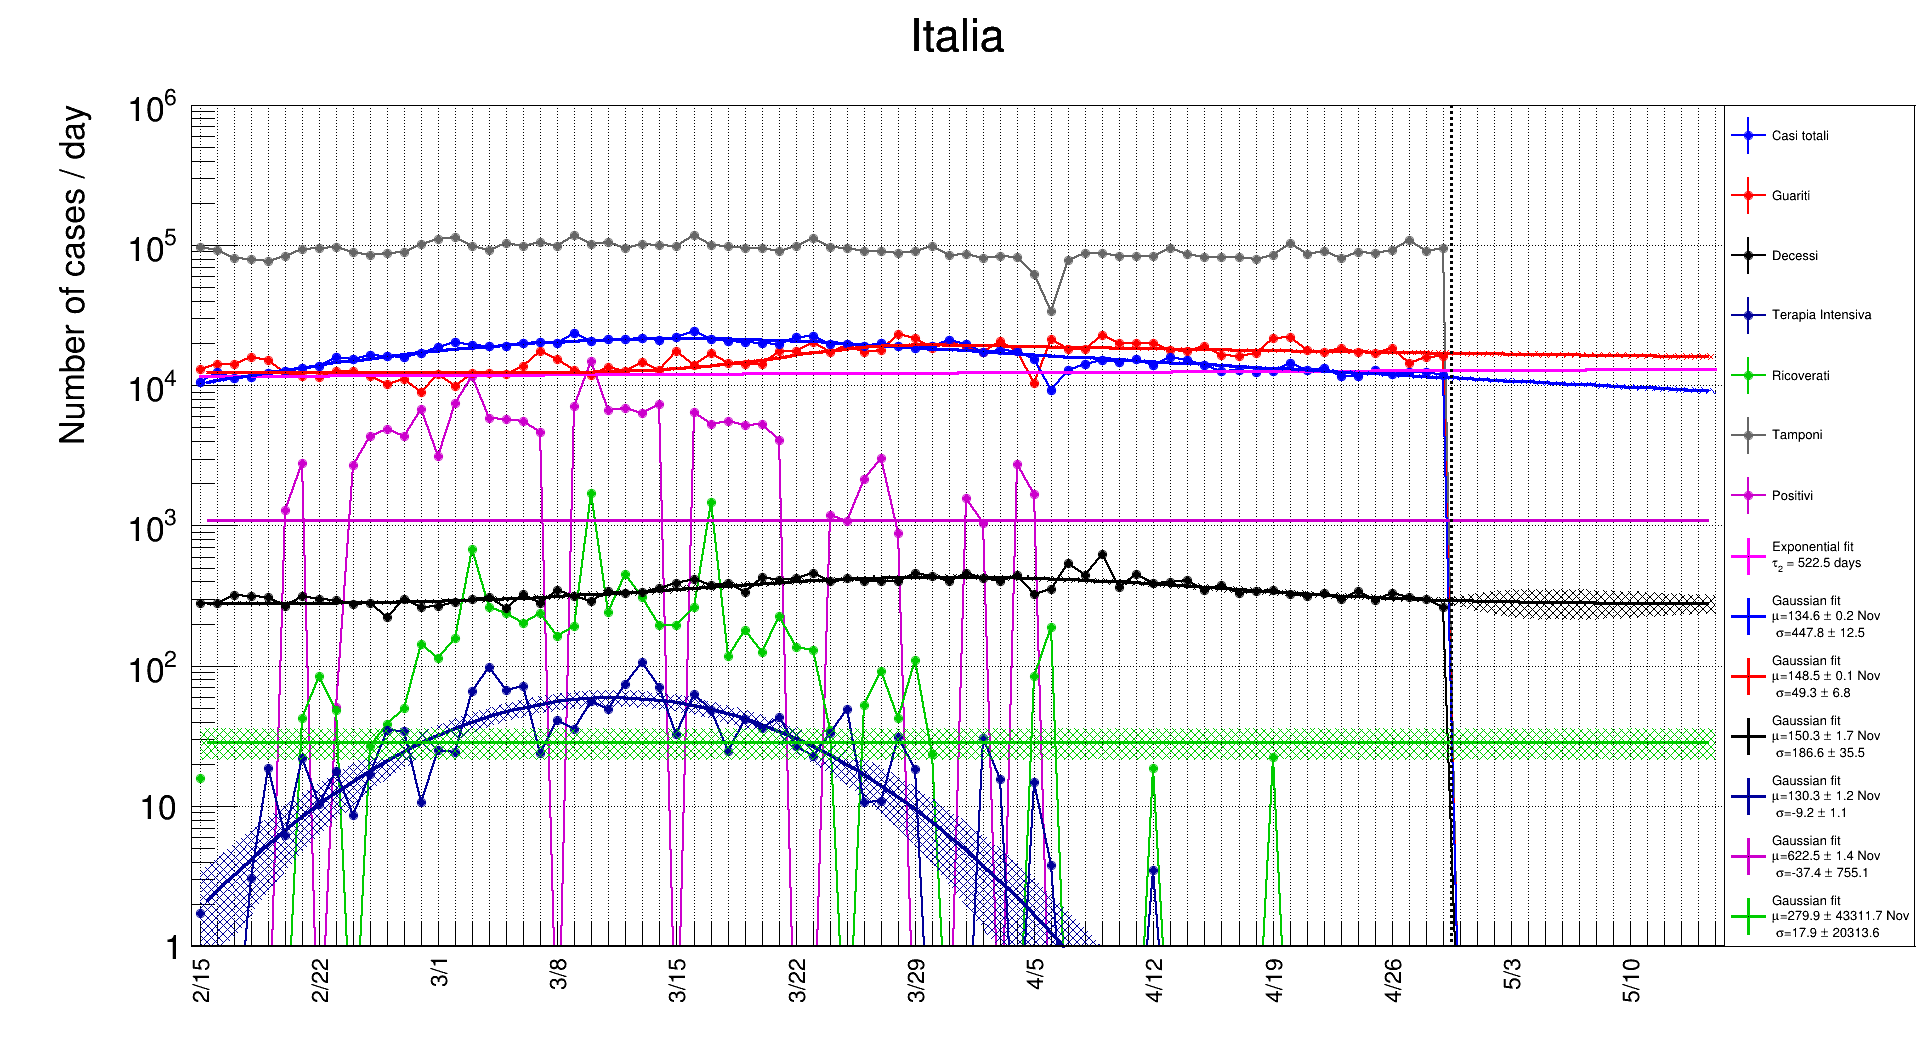 Italia
Number of cases / day
10^6
10^5
10^4
10^3
10^2
10
1
2/15
2/22
3/1
3/8
3/15
3/22
3/29
4/5
4/12
4/19
4/26
5/3
5/10
Casi totali
Guariti
Decessi
Terapia Intensiva
Ricoverati
Tamponi
Positivi
Exponential fit
τ₂ = 522.5 days
Gaussian fit
μ=134.6 ± 0.2 Nov
σ=447.8 ± 12.5
Gaussian fit
μ=148.5 ± 0.1 Nov
σ=49.3 ± 6.8
Gaussian fit
μ=150.3 ± 1.7 Nov
σ=186.6 ± 35.5
Gaussian fit
μ=130.3 ± 1.2 Nov
σ=-9.2 ± 1.1
Gaussian fit
μ=622.5 ± 1.4 Nov
σ=-37.4 ± 755.1
Gaussian fit
μ=279.9 ± 43311.7 Nov
σ=17.9 ± 20313.6